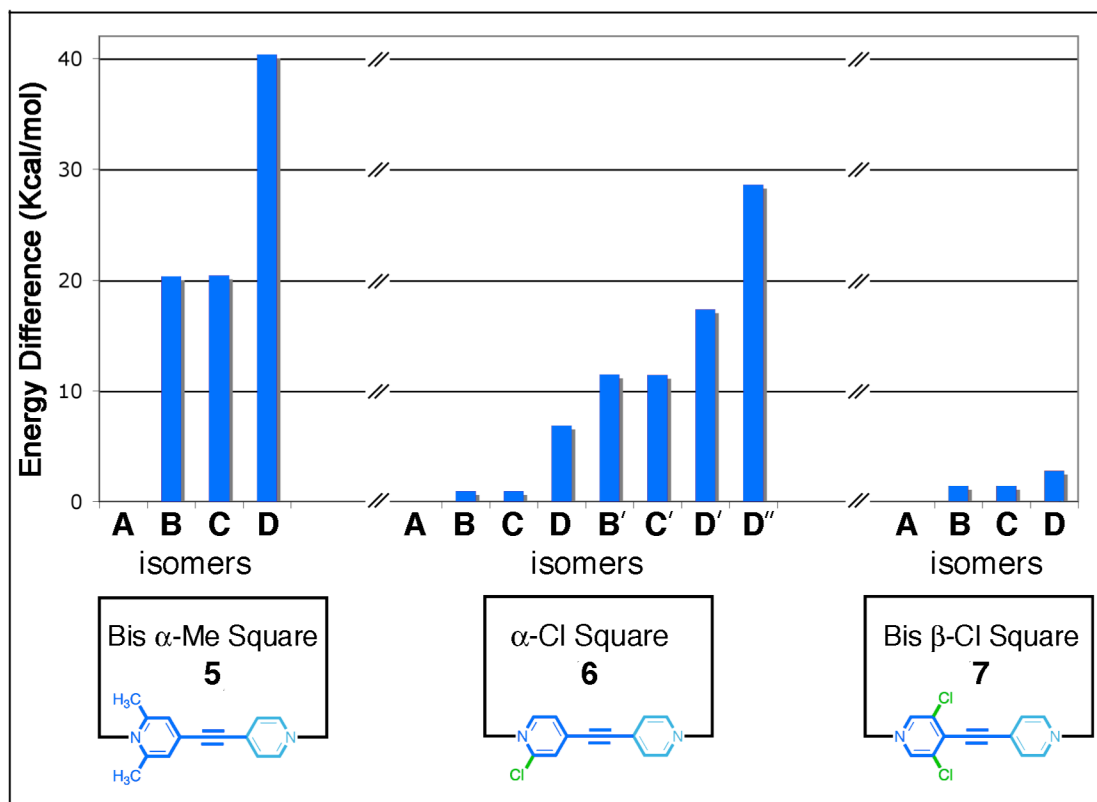 Energy Difference (Kcal/mol)
40
30
20
10
0
A B C D
isomers
A B C D B′ C′ D′ D″
isomers
A B C D
isomers
Bis α-Me Square
5
H₃C
N
N
H₃C
α-Cl Square
6
N
N
Cl
Bis β-Cl Square
7
Cl
N
N
Cl